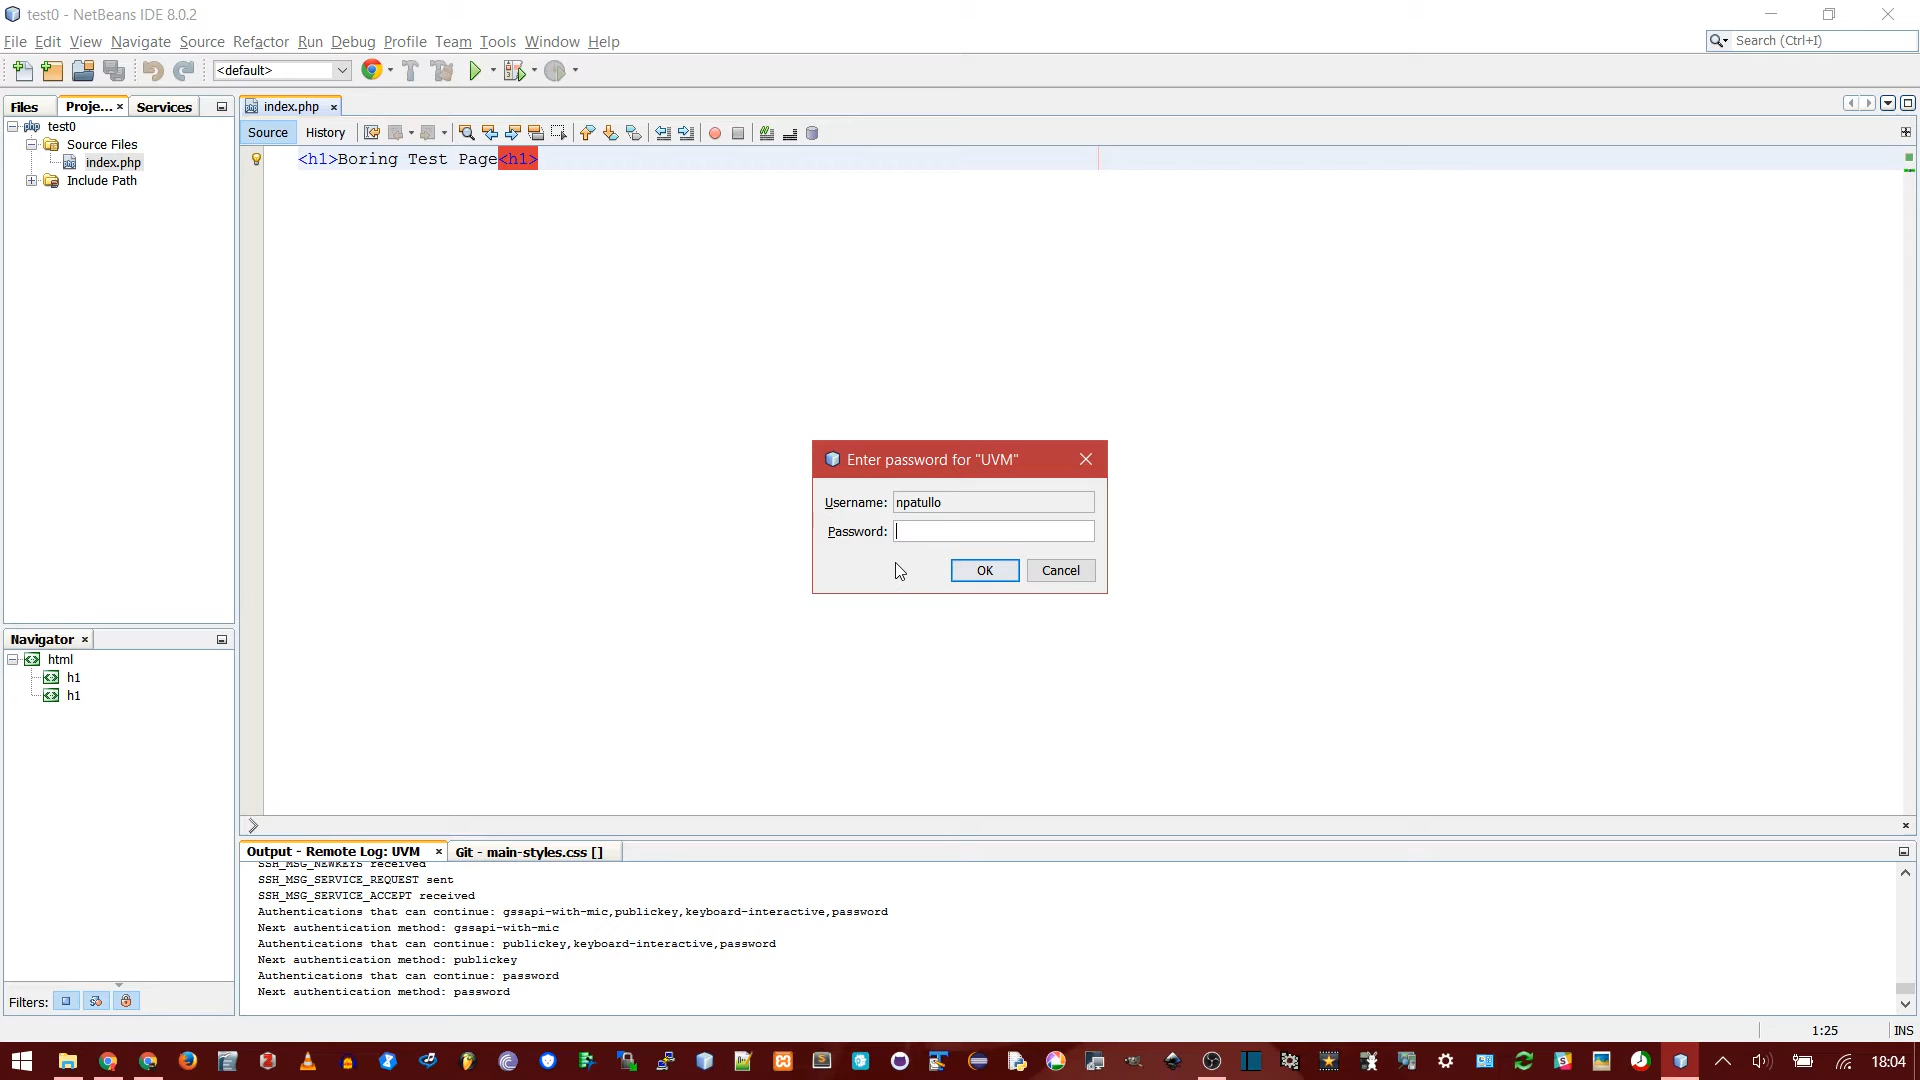 test0 - NetBeans IDE 8.0.2
File Edit View Navigate Source Refactor Run Debug Profile Team Tools Window Help
Search (Ctrl+I)
<default>
Files Proje... × Services
index.php ×
test0
Source Files
index.php
Include Path
Source History
<h1>Boring Test Page<h1>
Enter password for "UVM"
Username: npatullo
Password:
OK Cancel
Navigator ×
html
h1
h1
Filters:
Output - Remote Log: UVM × Git - main-styles.css []
SSH_MSG_NEWKEYS received
SSH_MSG_SERVICE_REQUEST sent
SSH_MSG_SERVICE_ACCEPT received
Authentications that can continue: gssapi-with-mic,publickey,keyboard-interactive,password
Next authentication method: gssapi-with-mic
Authentications that can continue: publickey,keyboard-interactive,password
Next authentication method: publickey
Authentications that can continue: password
Next authentication method: password
1:25 INS
18:04